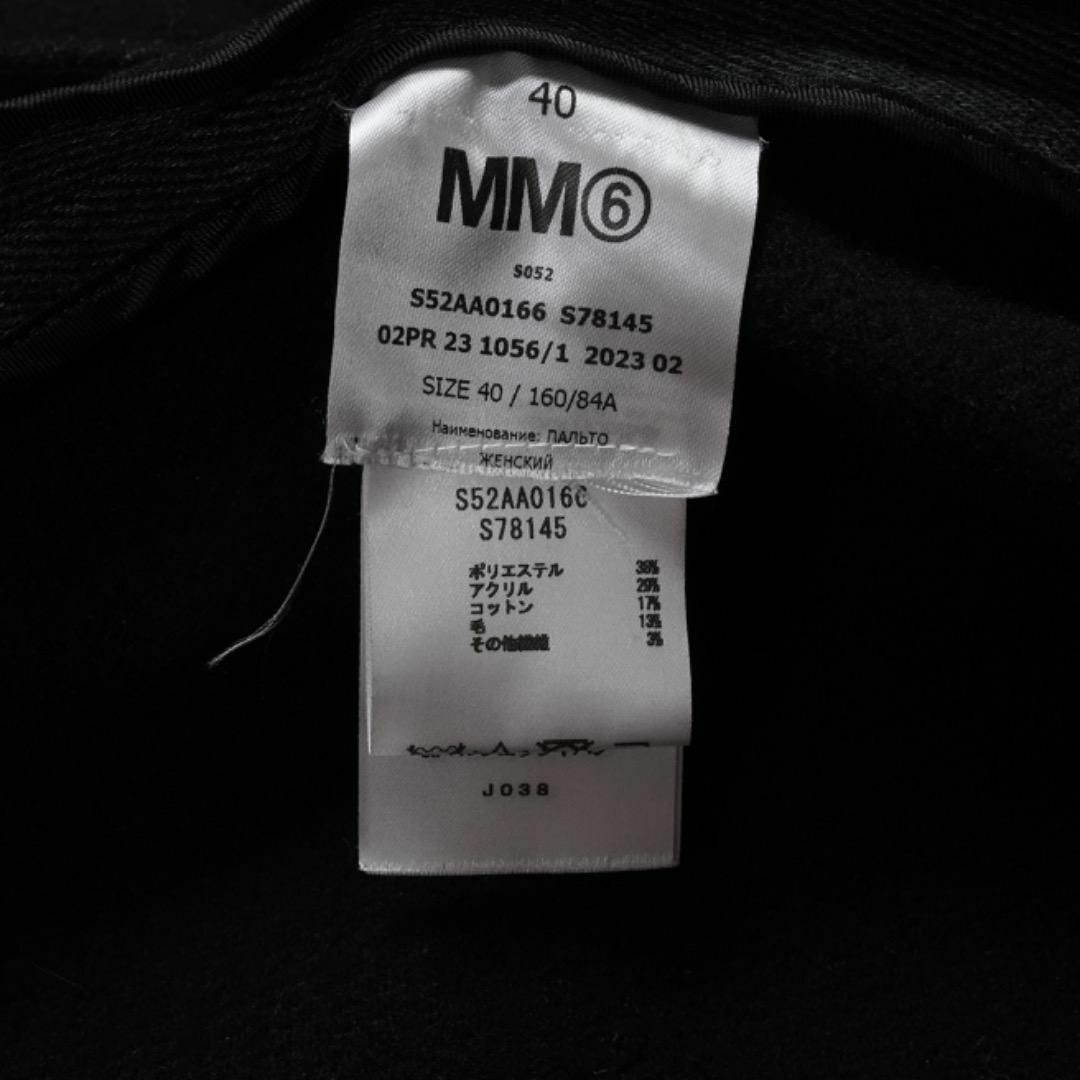 40
MM⑥
S052
S52AA0166 S78145
02PR 23 1056/1 2023 02
SIZE 40 / 160/84A
Наименование: ПАЛЬТО
ЖЕНСКИЙ
S52AA0166
S78145
ポリエステル 38%
アクリル 29%
コットン 17%
毛 13%
その他繊維 3%
J038